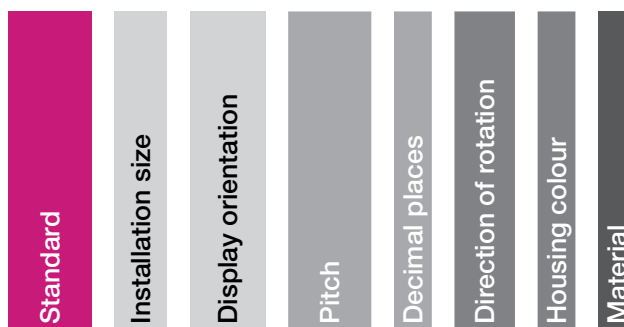 Standard
Installation size
Display orientation
Pitch
Decimal places
Direction of rotation
Housing colour
Material